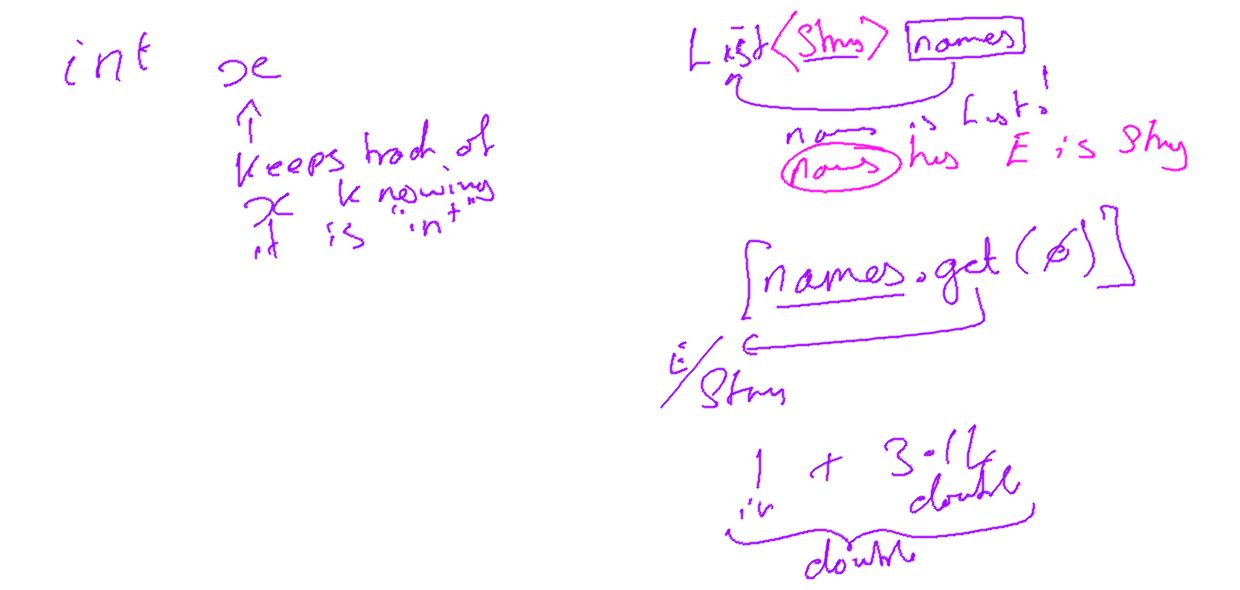 int x
keeps track of
x knowing
it is "int"
List<String> names
names is List!
names has E is String
[names.get(0)]
E/String
1 + 3.14
int double
double